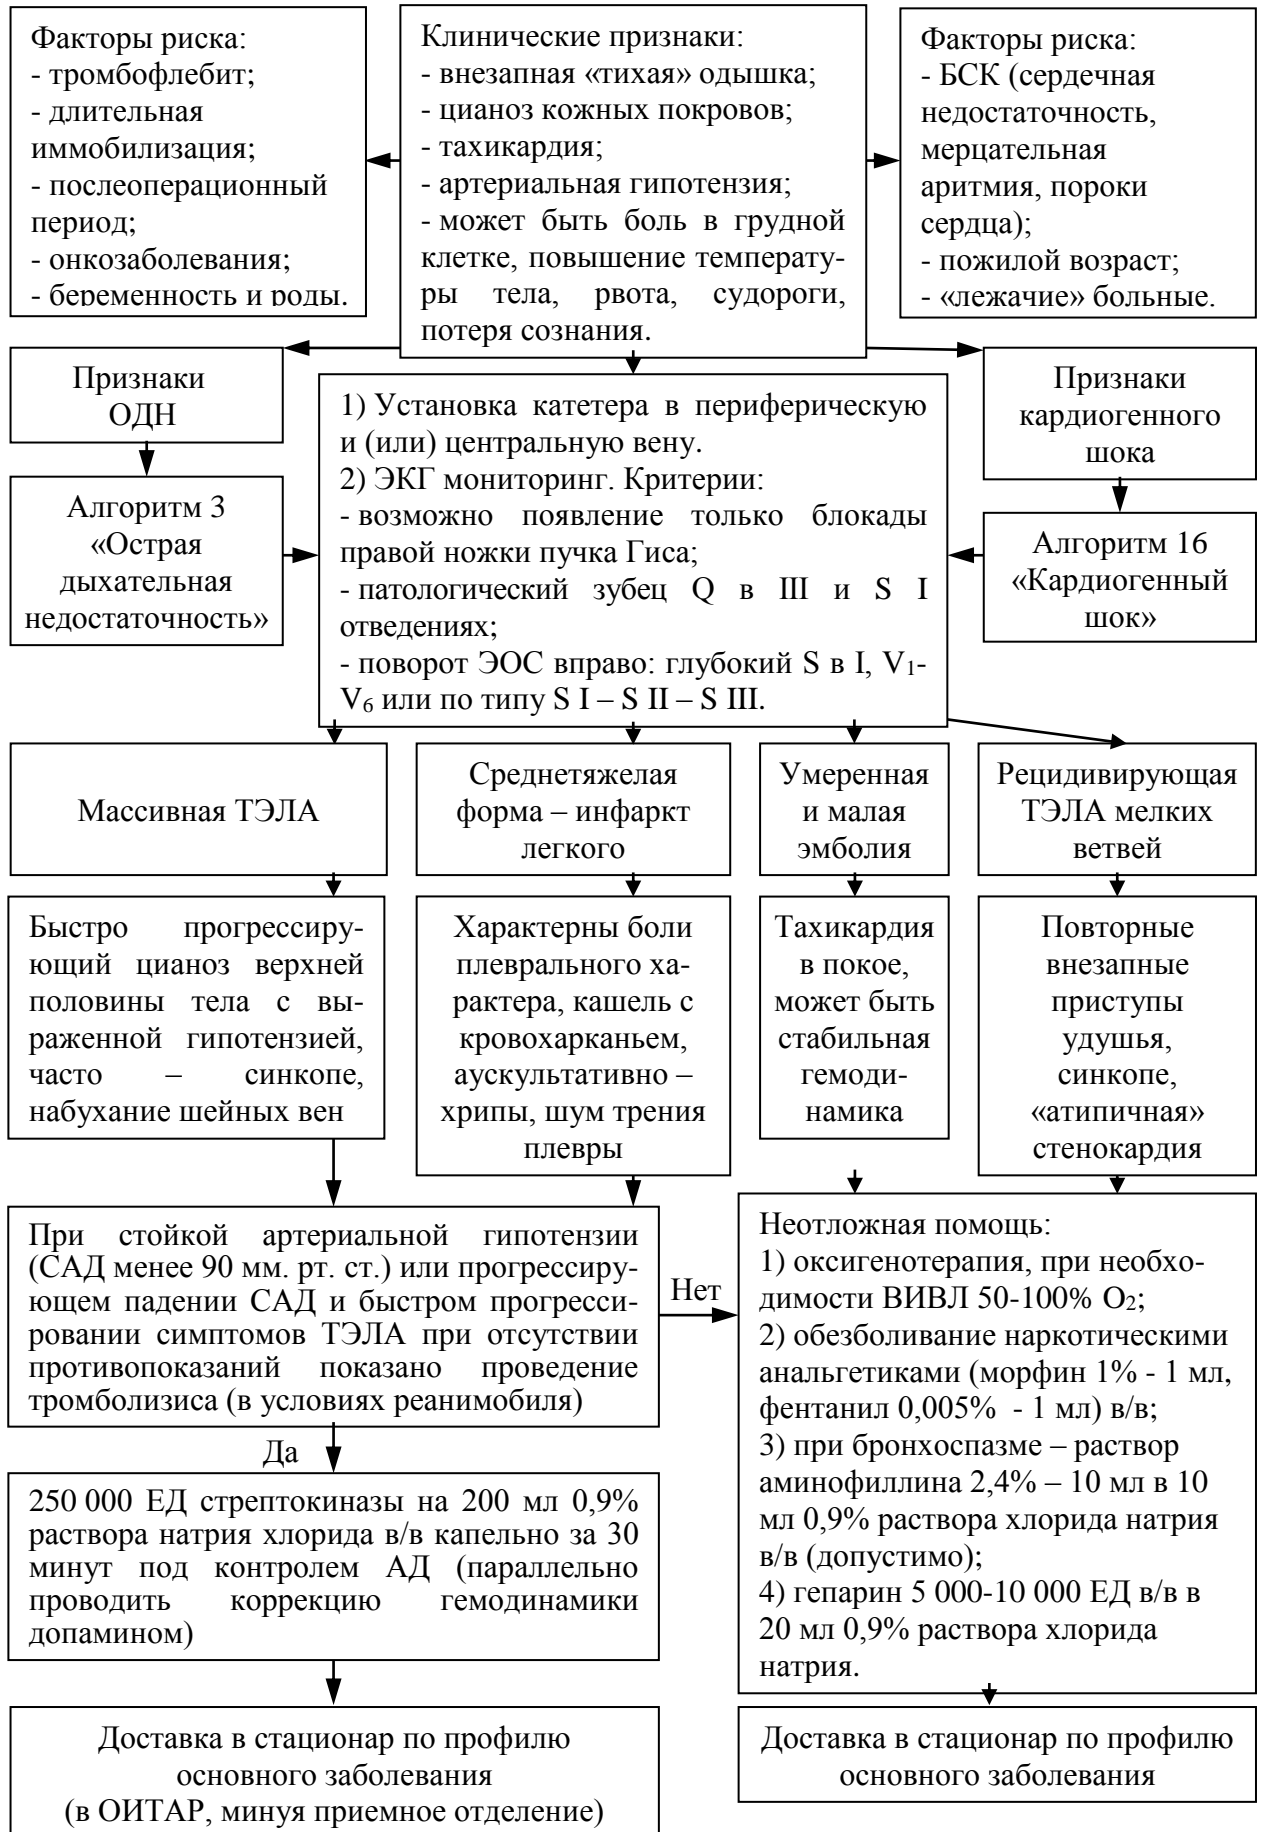 Факторы риска:
- тромбофлебит;
- длительная
иммобилизация;
- послеоперационный
период;
- онкозаболевания;
- беременность и роды.
Клинические признаки:
- внезапная «тихая» одышка;
- цианоз кожных покровов;
- тахикардия;
- артериальная гипотензия;
- может быть боль в грудной
клетке, повышение температу-
ры тела, рвота, судороги,
потеря сознания.
Факторы риска:
- БСК (сердечная
недостаточность,
мерцательная
аритмия, пороки
сердца);
- пожилой возраст;
- «лежачие» больные.
Признаки
ОДН
Алгоритм 3
«Острая
дыхательная
недостаточность»
1) Установка катетера в периферическую
и (или) центральную вену.
2) ЭКГ мониторинг. Критерии:
- возможно появление только блокады
правой ножки пучка Гиса;
- патологический зубец Q в III и S I
отведениях;
- поворот ЭОС вправо: глубокий S в I, V1-
V6 или по типу S I – S II – S III.
Признаки
кардиогенного
шока
Алгоритм 16
«Кардиогенный
шок»
Массивная ТЭЛА
Среднетяжелая
форма – инфаркт
легкого
Умеренная
и малая
эмболия
Рецидивирующая
ТЭЛА мелких
ветвей
Быстро прогрессиру-
ющий цианоз верхней
половины тела с вы-
раженной гипотензией,
часто – синкопе,
набухание шейных вен
Характерны боли
плеврального ха-
рактера, кашель с
кровохарканьем,
аускультативно –
хрипы, шум трения
плевры
Тахикардия
в покое,
может быть
стабильная
гемоди-
намика
Повторные
внезапные
приступы
удушья,
синкопе,
«атипичная»
стенокардия
При стойкой артериальной гипотензии
(САД менее 90 мм. рт. ст.) или прогрессиру-
ющем падении САД и быстром прогресси-
ровании симптомов ТЭЛА при отсутствии
противопоказаний показано проведение
тромболизиса (в условиях реанимобиля)
Нет
Да
250 000 ЕД стрептокиназы на 200 мл 0,9%
раствора натрия хлорида в/в капельно за 30
минут под контролем АД (параллельно
проводить коррекцию гемодинамики
допамином)
Доставка в стационар по профилю
основного заболевания
(в ОИТАР, минуя приемное отделение)
Неотложная помощь:
1) оксигенотерапия, при необхо-
димости ВИВЛ 50-100% O2;
2) обезболивание наркотическими
анальгетиками (морфин 1% - 1 мл,
фентанил 0,005% - 1 мл) в/в;
3) при бронхоспазме – раствор
аминофиллина 2,4% – 10 мл в 10
мл 0,9% раствора хлорида натрия
в/в (допустимо);
4) гепарин 5 000-10 000 ЕД в/в в
20 мл 0,9% раствора хлорида
натрия.
Доставка в стационар по профилю
основного заболевания